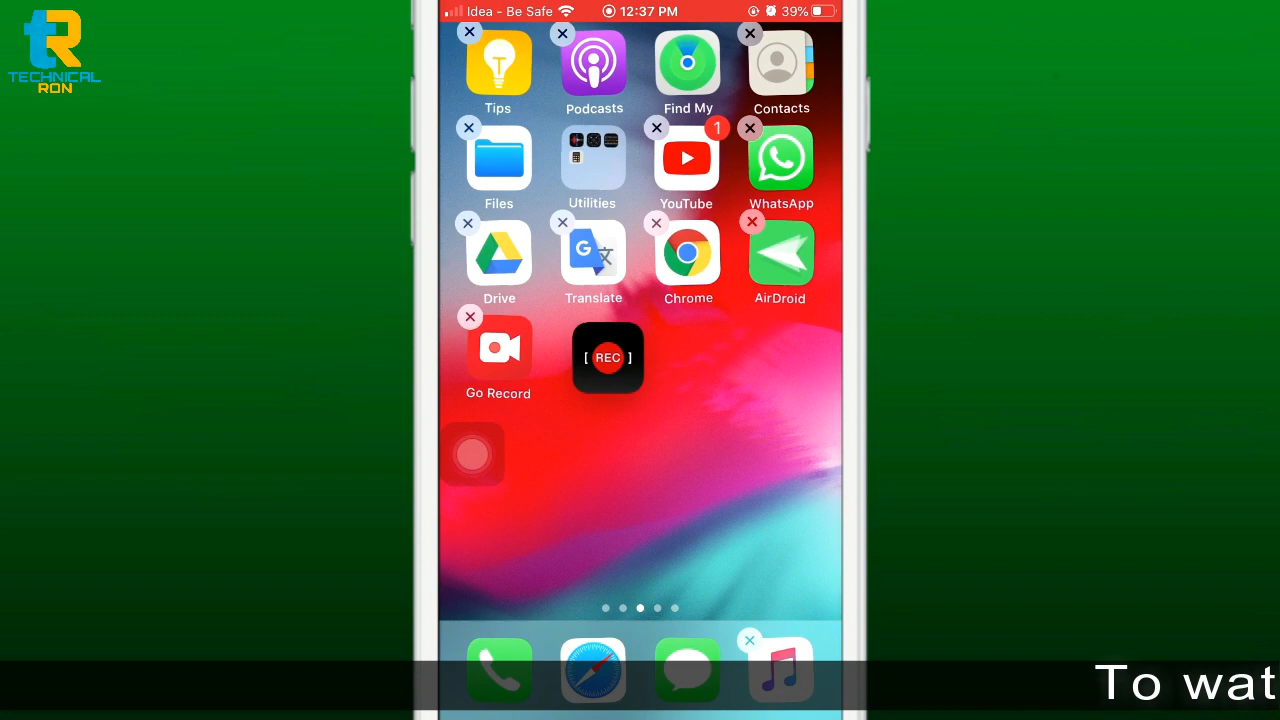 TECHNICAL
RON
Idea - Be Safe 12:37 PM 39%
Tips Podcasts Find My Contacts
1
Files Utilities YouTube WhatsApp
G 文
Drive Translate Chrome AirDroid
[ REC ]
Go Record
To wat